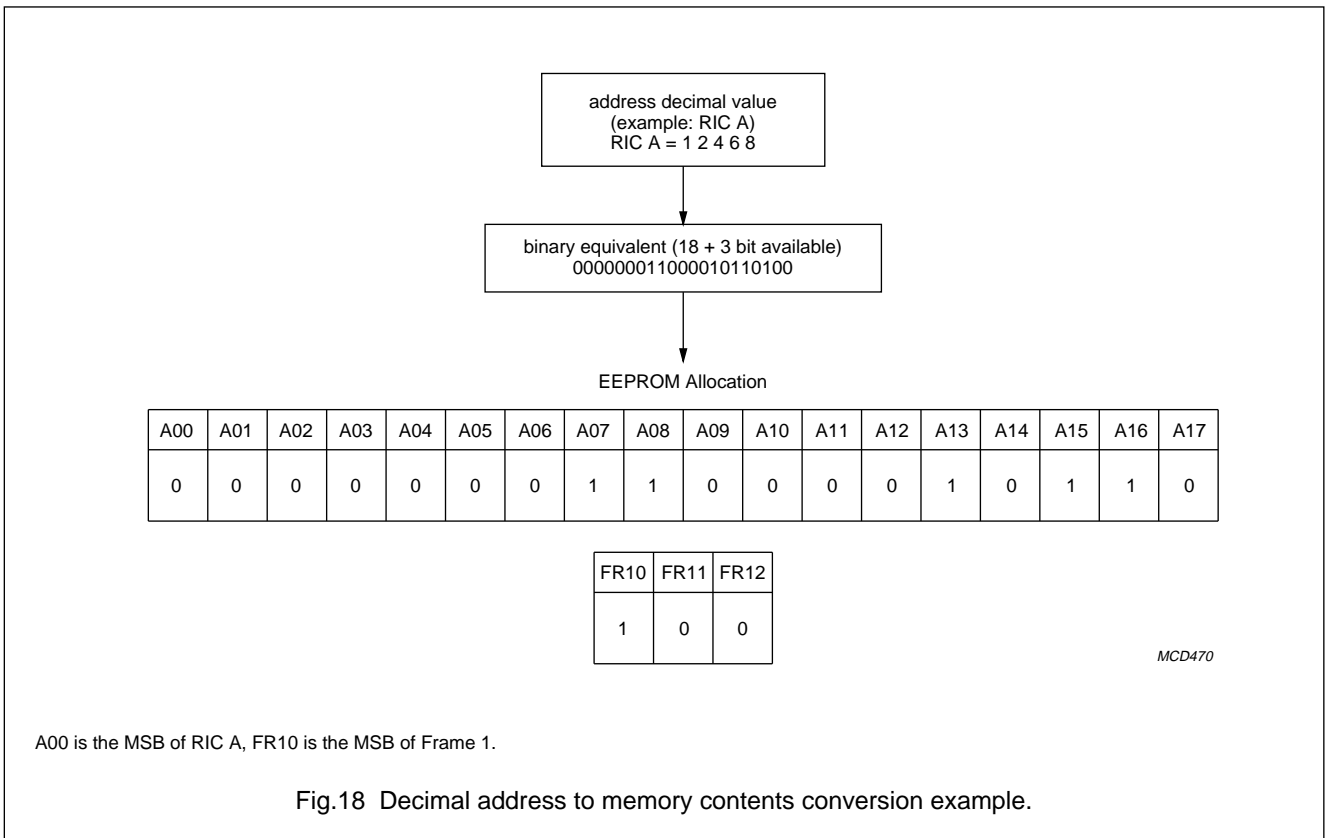 address decimal value
(example: RIC A)
RIC A = 1 2 4 6 8
binary equivalent (18 + 3 bit available)
000000011000010110100
EEPROM Allocation
A00 A01 A02 A03 A04 A05 A06 A07 A08 A09 A10 A11 A12 A13 A14 A15 A16 A17
0 0 0 0 0 0 0 1 1 0 0 0 0 1 0 1 1 0
FR10 FR11 FR12
1 0 0
MCD470
A00 is the MSB of RIC A, FR10 is the MSB of Frame 1.
Fig.18 Decimal address to memory contents conversion example.